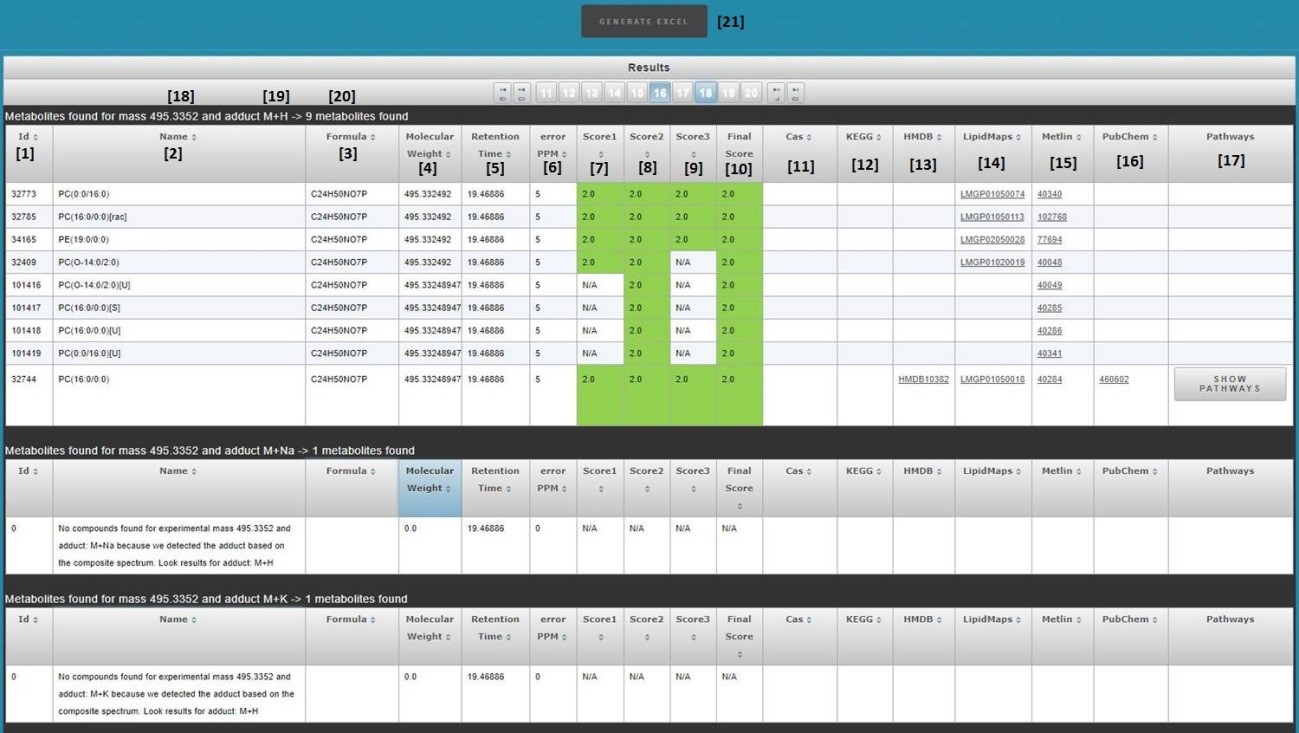 GENERATE EXCEL [21]
Results
11 12 13 14 15 16 17 18 19 20
[18] [19] [20]
Metabolites found for mass 495.3352 and adduct M+H -> 9 metabolites found
Id Name Formula Molecular Weight Retention Time error PPM Score1 Score2 Score3 Final Score Cas KEGG HMDB LipidMaps Metlin PubChem Pathways
[1] [2] [3] [4] [5] [6] [7] [8] [9] [10] [11] [12] [13] [14] [15] [16] [17]
32773 PC(0:0/16:0) C24H50NO7P 495.332492 19.46886 5 2.0 2.0 2.0 2.0 LMGP01050074 40340
32785 PC(16:0/0:0)[rac] C24H50NO7P 495.332492 19.46886 5 2.0 2.0 2.0 2.0 LMGP01050113 102768
34165 PE(19:0/0:0) C24H50NO7P 495.332492 19.46886 5 2.0 2.0 2.0 2.0 LMGP02050028 77694
32409 PC(O-14:0/2:0) C24H50NO7P 495.332492 19.46886 5 2.0 2.0 N/A 2.0 LMGP01020019 40048
101416 PC(O-14:0/2:0)[U] C24H50NO7P 495.33248947 19.46886 5 N/A 2.0 N/A 2.0 40049
101417 PC(16:0/0:0)[S] C24H50NO7P 495.33248947 19.46886 5 N/A 2.0 N/A 2.0 40285
101418 PC(16:0/0:0)[U] C24H50NO7P 495.33248947 19.46886 5 N/A 2.0 N/A 2.0 40286
101419 PC(0:0/16:0)[U] C24H50NO7P 495.33248947 19.46886 5 N/A 2.0 N/A 2.0 40341
32744 PC(16:0/0:0) C24H50NO7P 495.33248947 19.46886 5 2.0 2.0 2.0 2.0 HMDB10382 LMGP01050018 40284 460602 SHOW PATHWAYS
Metabolites found for mass 495.3352 and adduct M+Na -> 1 metabolites found
Id Name Formula Molecular Weight Retention Time error PPM Score1 Score2 Score3 Final Score Cas KEGG HMDB LipidMaps Metlin PubChem Pathways
0 No compounds found for experimental mass 495.3352 and 0.0 19.46886 0 N/A N/A N/A N/A
adduct: M+Na because we detected the adduct based on
the composite spectrum. Look results for adduct: M+H
Metabolites found for mass 495.3352 and adduct M+K -> 1 metabolites found
Id Name Formula Molecular Weight Retention Time error PPM Score1 Score2 Score3 Final Score Cas KEGG HMDB LipidMaps Metlin PubChem Pathways
0 No compounds found for experimental mass 495.3352 and 0.0 19.46886 0 N/A N/A N/A N/A
adduct: M+K because we detected the adduct based on the
composite spectrum. Look results for adduct: M+H